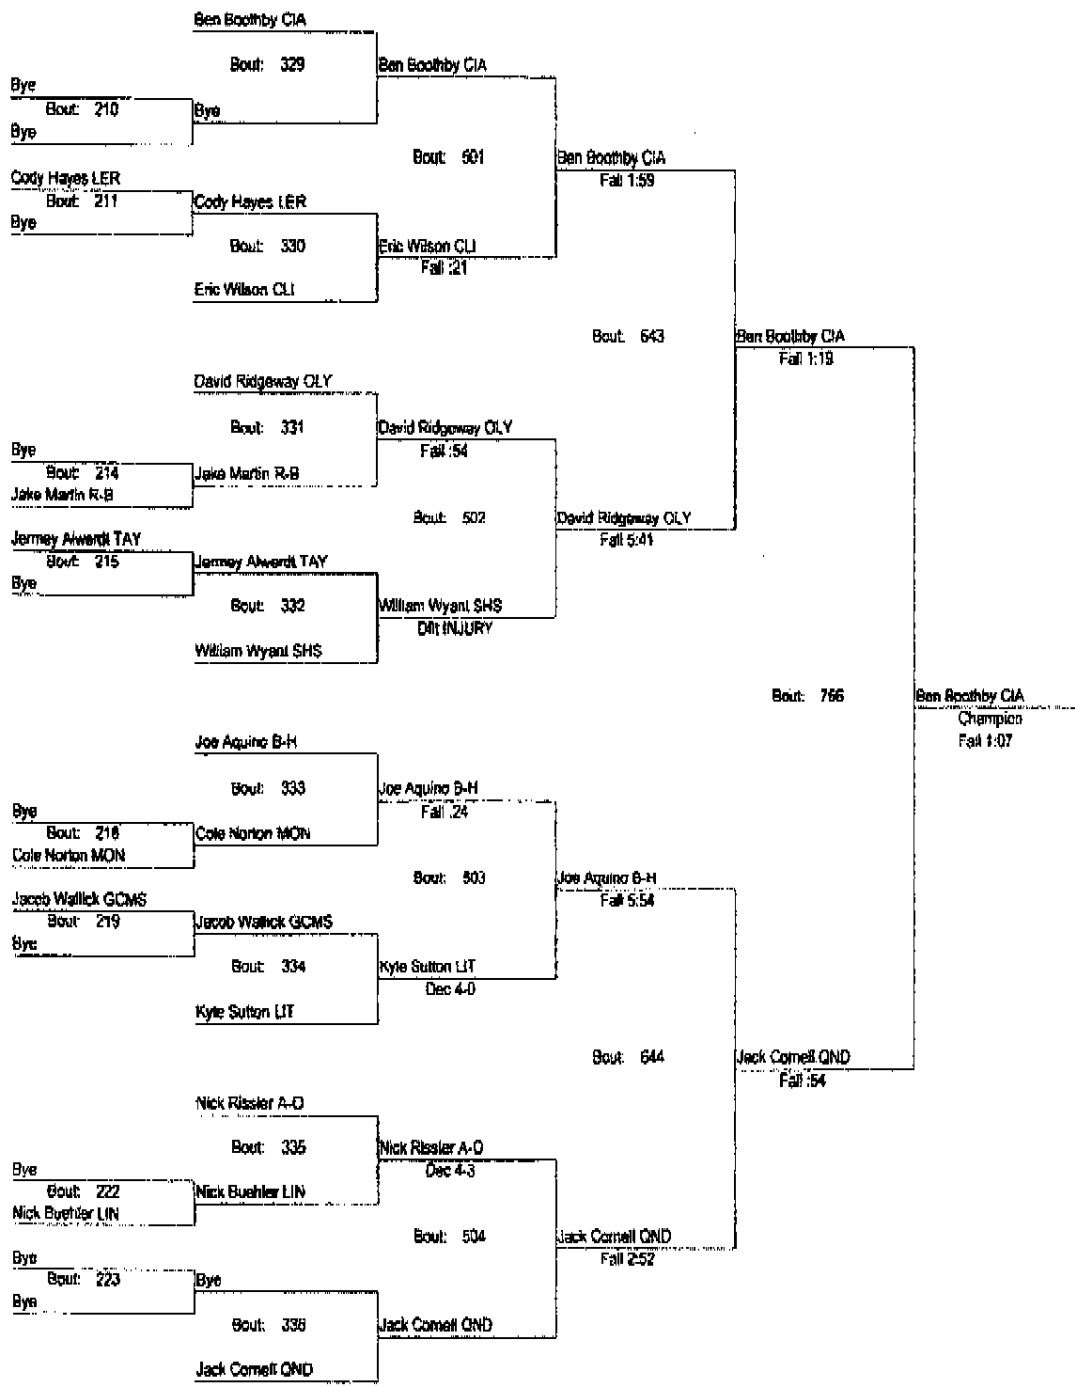 Ben Boothby CIA
Bout: 329
Ben Boothby CIA
Bye
Bout: 210
Bye
Bye
Bout: 501
Ben Boothby CIA
Fall 1:59
Cody Hayes LER
Bout: 211
Cody Hayes LER
Bye
Bout: 330
Eric Wilson CLI
Fall :21
Eric Wilson CLI
Bout: 643
Ben Boothby CIA
Fall 1:19
David Ridgeway OLY
Bout: 331
David Ridgeway OLY
Fall :54
Bye
Bout: 214
Jake Martin R-B
Jake Martin R-B
Bout: 502
David Ridgeway OLY
Fall 5:41
Jermey Alwerdt TAY
Bout: 215
Jermey Alwerdt TAY
Bye
Bout: 332
William Wyant SHS
Dflt INJURY
William Wyant SHS
Bout: 766
Ben Boothby CIA
Champion
Fall 1:07
Joe Aquino B-H
Bout: 333
Joe Aquino B-H
Fall :24
Bye
Bout: 218
Cole Norton MON
Cole Norton MON
Bout: 503
Joe Aquino B-H
Fall 5:54
Jacob Wallick GCMS
Bout: 219
Jacob Wallick GCMS
Bye
Bout: 334
Kyle Sutton LIT
Dec 4-0
Kyle Sutton LIT
Bout: 644
Jack Cornell QND
Fall :54
Nick Rissler A-O
Bout: 335
Nick Rissler A-O
Dec 4-3
Bye
Bout: 222
Nick Buehler LIN
Nick Buehler LIN
Bout: 504
Jack Cornell QND
Fall 2:52
Bye
Bout: 223
Bye
Bye
Bout: 336
Jack Cornell QND
Jack Cornell QND